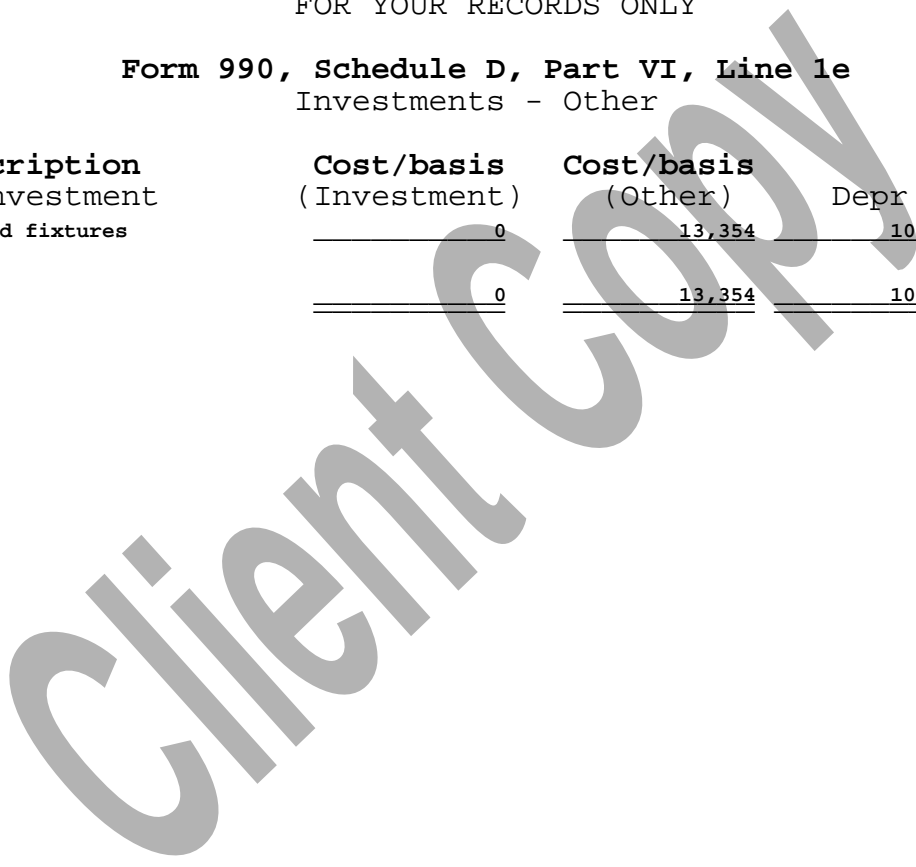 FOR YOUR RECORDS ONLY
Form 990, Schedule D, Part VI, Line 1e
Investments - Other
cription Cost/basis Cost/basis
nvestment (Investment) (Other) Depr
d fixtures 0 13,354 10
0 13,354 10
Client Copy